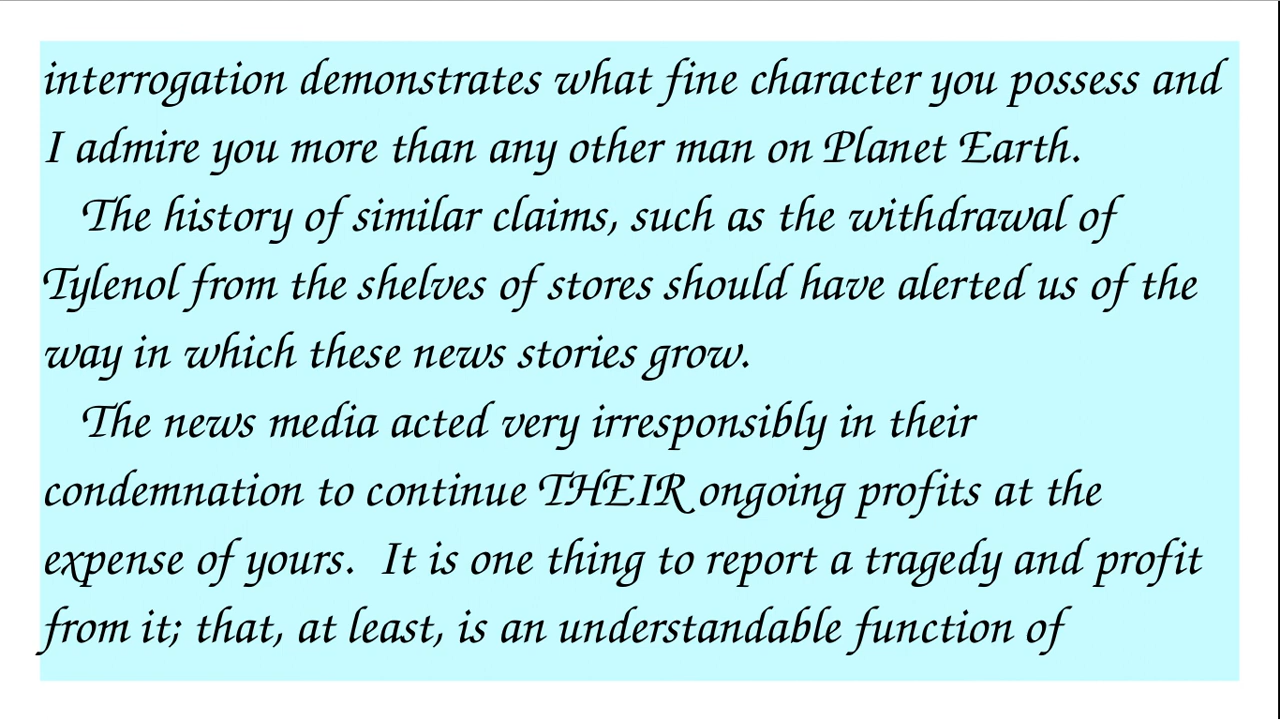 interrogation demonstrates what fine character you possess and
I admire you more than any other man on Planet Earth.
The history of similar claims, such as the withdrawal of
Tylenol from the shelves of stores should have alerted us of the
way in which these news stories grow.
The news media acted very irresponsibly in their
condemnation to continue THEIR ongoing profits at the
expense of yours.  It is one thing to report a tragedy and profit
from it; that, at least, is an understandable function of